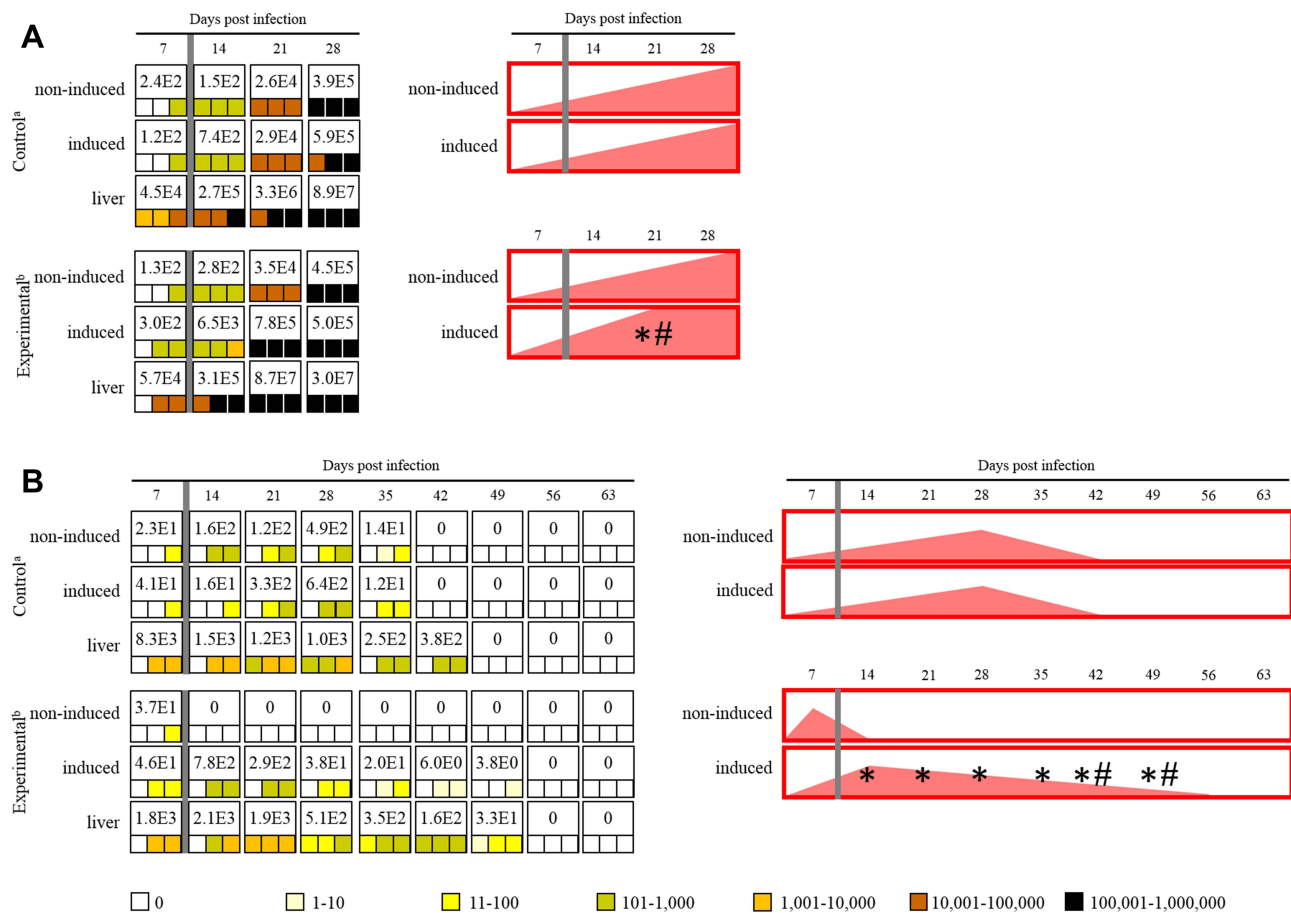 A
Days post infection
7 14 21 28
Controlᵃ
non-induced 2.4E2 1.5E2 2.6E4 3.9E5
induced 1.2E2 7.4E2 2.9E4 5.9E5
liver 4.5E4 2.7E5 3.3E6 8.9E7
Experimentalᵇ
non-induced 1.3E2 2.8E2 3.5E4 4.5E5
induced 3.0E2 6.5E3 7.8E5 5.0E5
liver 5.7E4 3.1E5 8.7E7 3.0E7
Days post infection
7 14 21 28
non-induced
induced
7 14 21 28
non-induced
induced *#
B
Days post infection
7 14 21 28 35 42 49 56 63
Controlᵃ
non-induced 2.3E1 1.6E2 1.2E2 4.9E2 1.4E1 0 0 0 0
induced 4.1E1 1.6E1 3.3E2 6.4E2 1.2E1 0 0 0 0
liver 8.3E3 1.5E3 1.2E3 1.0E3 2.5E2 3.8E2 0 0 0
Experimentalᵇ
non-induced 3.7E1 0 0 0 0 0 0 0 0
induced 4.6E1 7.8E2 2.9E2 3.8E1 2.0E1 6.0E0 3.8E0 0 0
liver 1.8E3 2.1E3 1.9E3 5.1E2 3.5E2 1.6E2 3.3E1 0 0
Days post infection
7 14 21 28 35 42 49 56 63
non-induced
induced
7 14 21 28 35 42 49 56 63
non-induced
induced * * * * *# *#
0 1-10 11-100 101-1,000 1,001-10,000 10,001-100,000 100,001-1,000,000